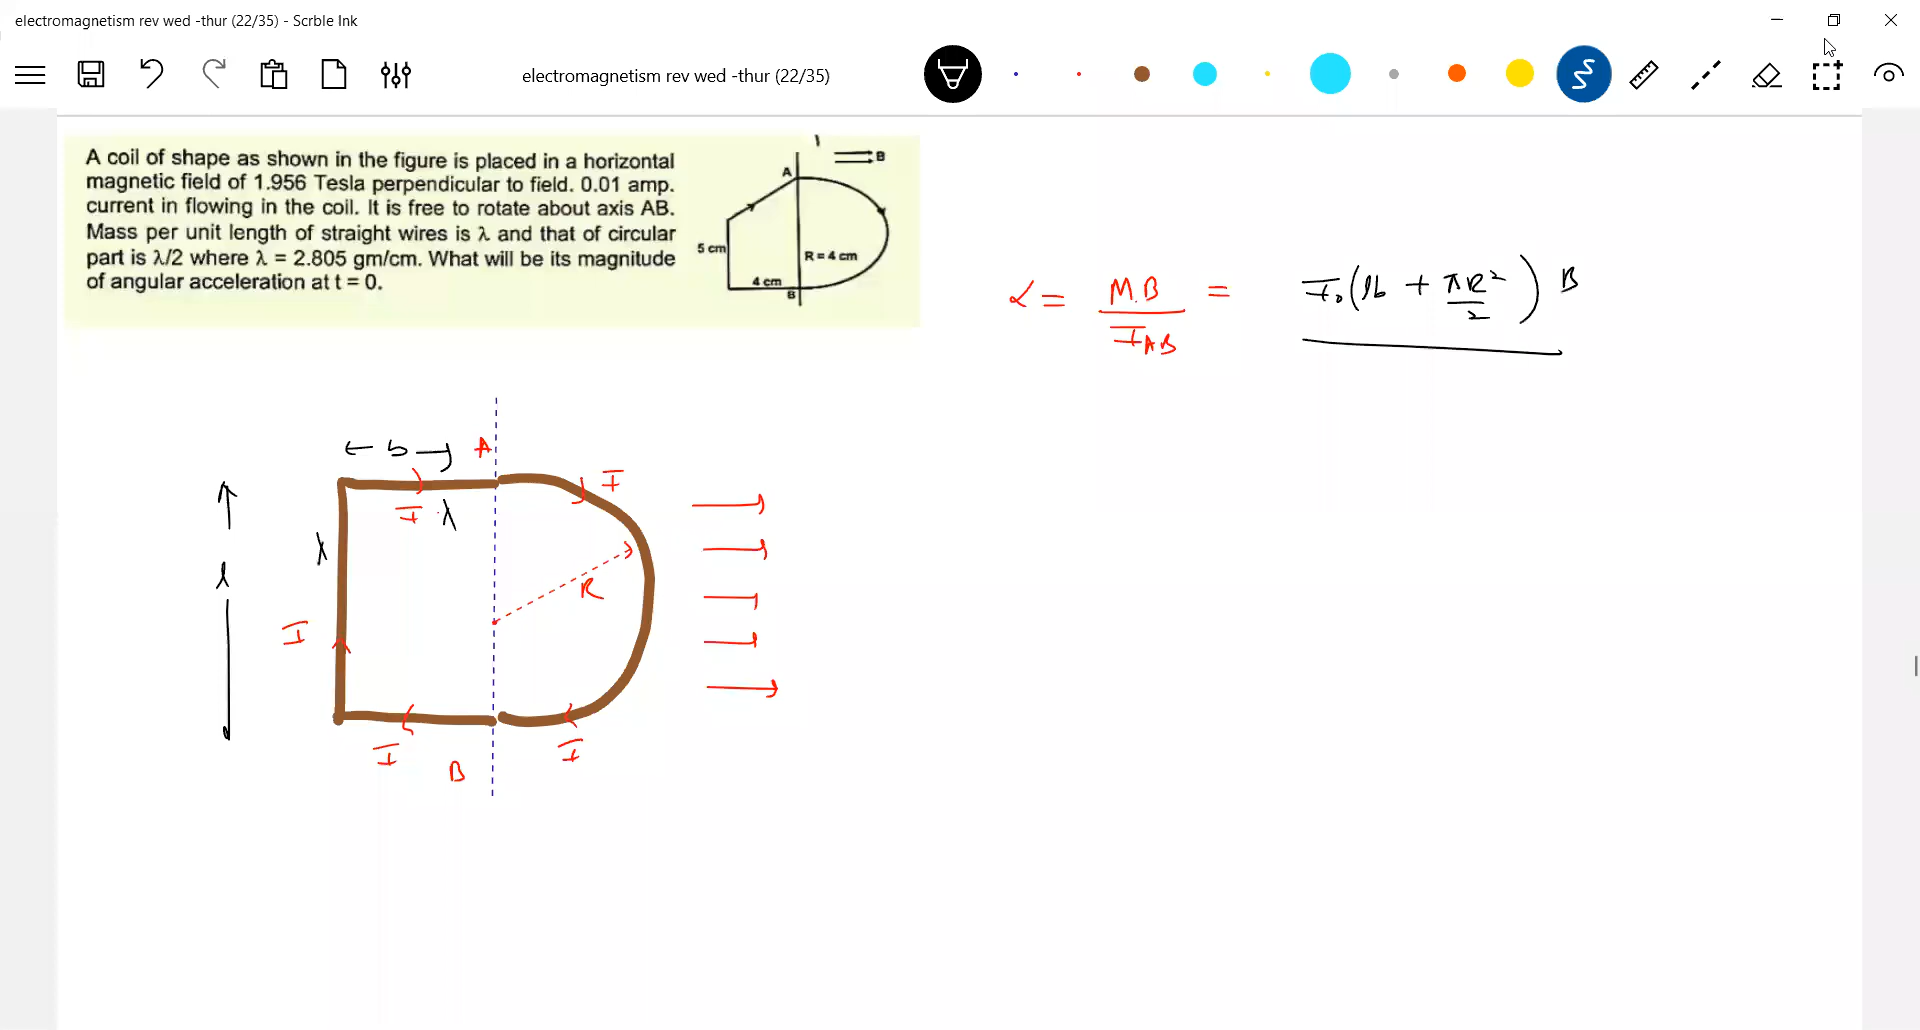 electromagnetism rev wed -thur (22/35) - Scrble Ink
electromagnetism rev wed -thur (22/35)
A coil of shape as shown in the figure is placed in a horizontal
magnetic field of 1.956 Tesla perpendicular to field. 0.01 amp.
current in flowing in the coil. It is free to rotate about axis AB.
Mass per unit length of straight wires is λ and that of circular
part is λ/2 where λ = 2.805 gm/cm. What will be its magnitude
of angular acceleration at t = 0.
B
A
5 cm
R = 4 cm
4 cm
B
α = M.B / I_AB = I₀(lb + πR²/2) B
← b → A
I
I λ
λ
l
R
I
I
I
B